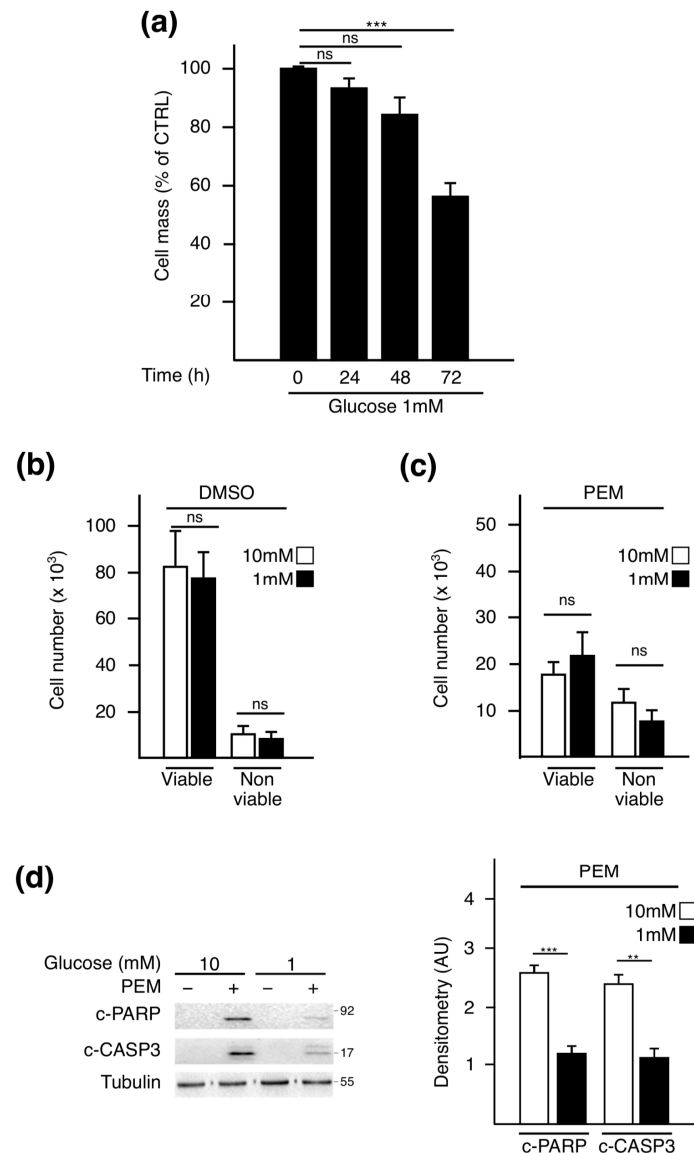 (a)
***
ns
ns
Cell mass (% of CTRL)
100
80
60
40
20
Time (h)
0 24 48 72
Glucose 1mM
(b)
DMSO
ns
Cell number (x 10³)
100
80
60
40
20
10mM
1mM
ns
Viable
Non
viable
(c)
PEM
Cell number (x 10³)
50
40
30
20
10
10mM
1mM
ns
ns
Viable
Non
viable
(d)
Glucose (mM) 10 1
PEM – + – +
c-PARP 92
c-CASP3 17
Tubulin 55
PEM
Densitometry (AU)
4
3
2
1
10mM
1mM
***
**
c-PARP c-CASP3